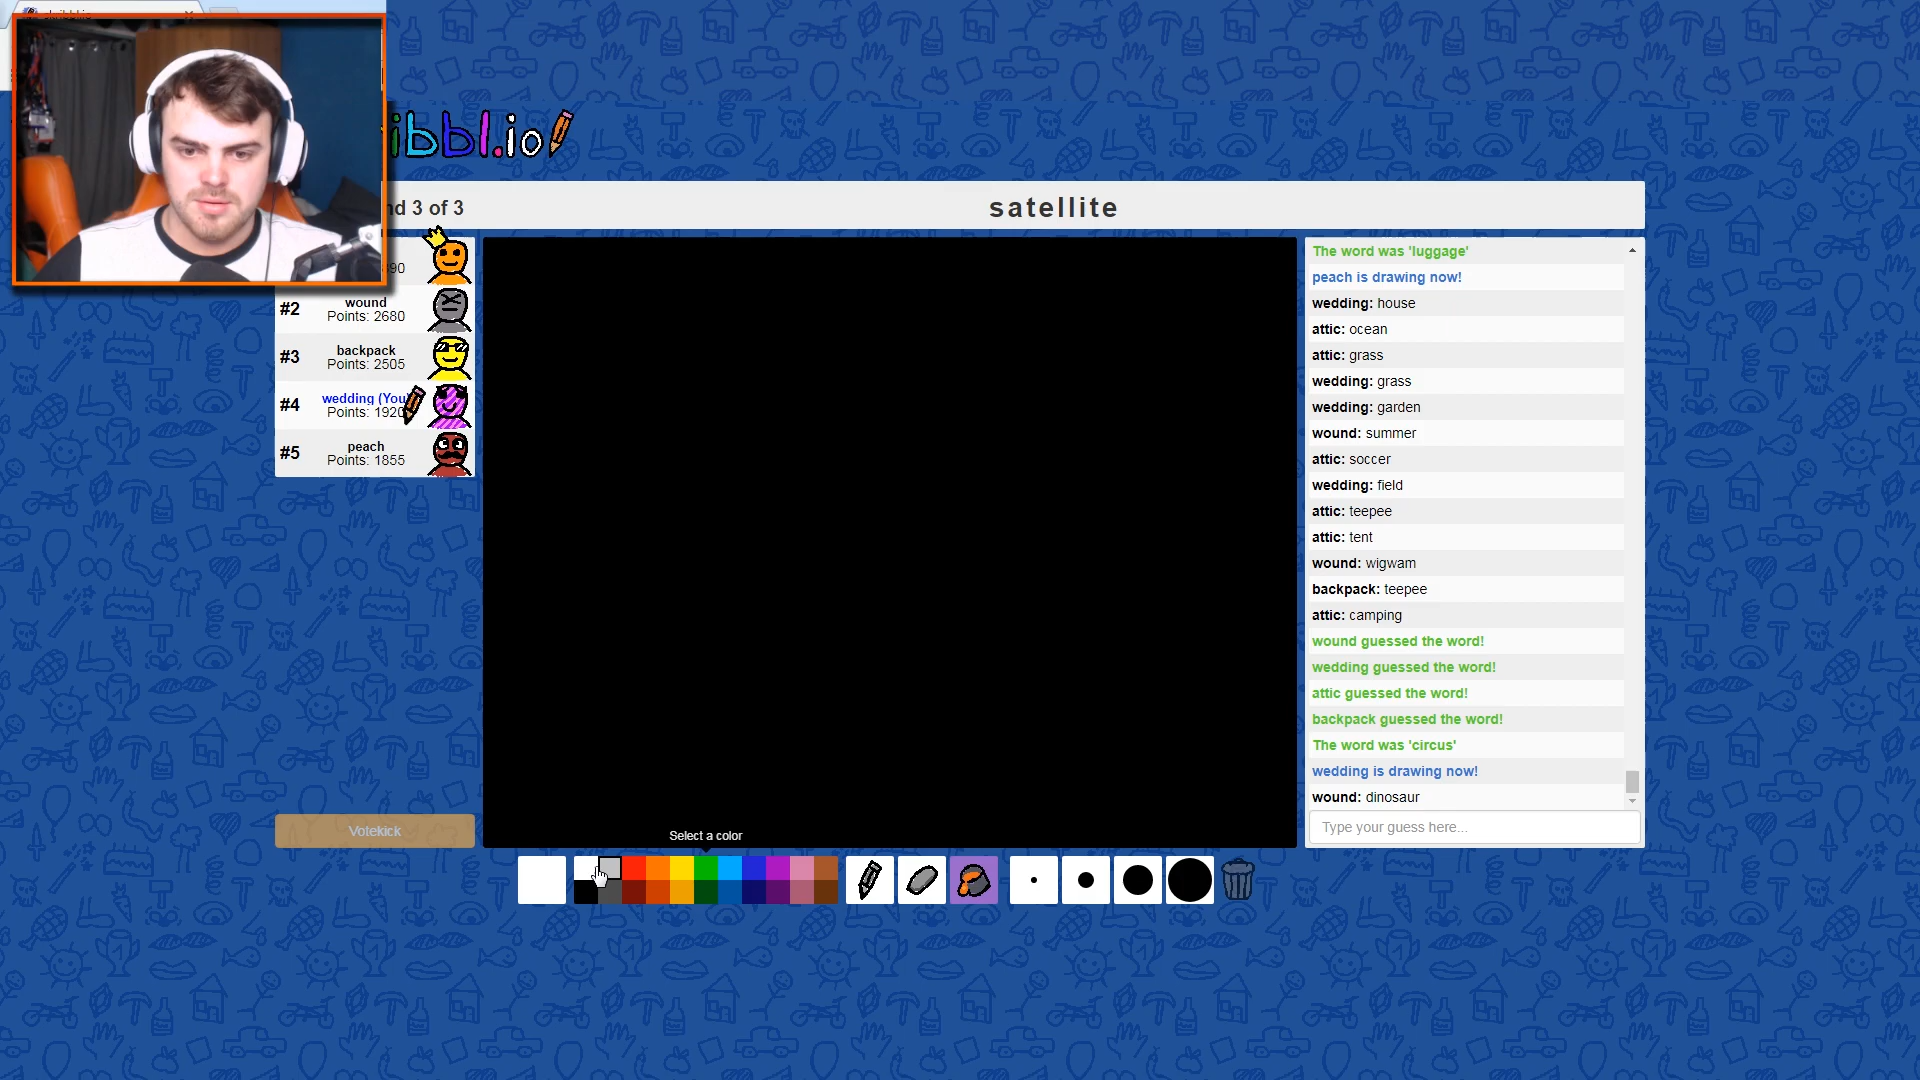 ibbl.io
nd 3 of 3
satellite
90
#2
wound
Points: 2680
#3
backpack
Points: 2505
#4
wedding (You
Points: 1920
#5
peach
Points: 1855
Votekick
The word was 'luggage'
peach is drawing now!
wedding: house
attic: ocean
attic: grass
wedding: grass
wedding: garden
wound: summer
attic: soccer
wedding: field
attic: teepee
attic: tent
wound: wigwam
backpack: teepee
attic: camping
wound guessed the word!
wedding guessed the word!
attic guessed the word!
backpack guessed the word!
The word was 'circus'
wedding is drawing now!
wound: dinosaur
Type your guess here...
Select a color